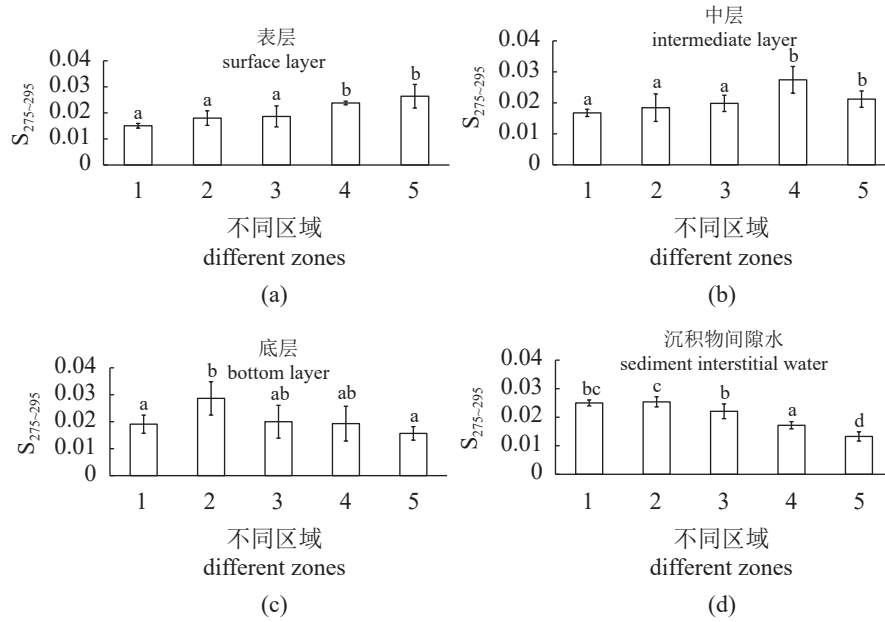 表层
surface layer
0.04
0.03
0.02
0.01
0
S275~295
a
a
a
b
b
1 2 3 4 5
不同区域
different zones
(a)
中层
intermediate layer
0.04
0.03
0.02
0.01
0
S275~295
a
a
a
b
b
1 2 3 4 5
不同区域
different zones
(b)
底层
bottom layer
0.04
0.03
0.02
0.01
0
S275~295
a
b
ab
ab
a
1 2 3 4 5
不同区域
different zones
(c)
沉积物间隙水
sediment interstitial water
0.04
0.03
0.02
0.01
0
S275~295
bc
c
b
a
d
1 2 3 4 5
不同区域
different zones
(d)